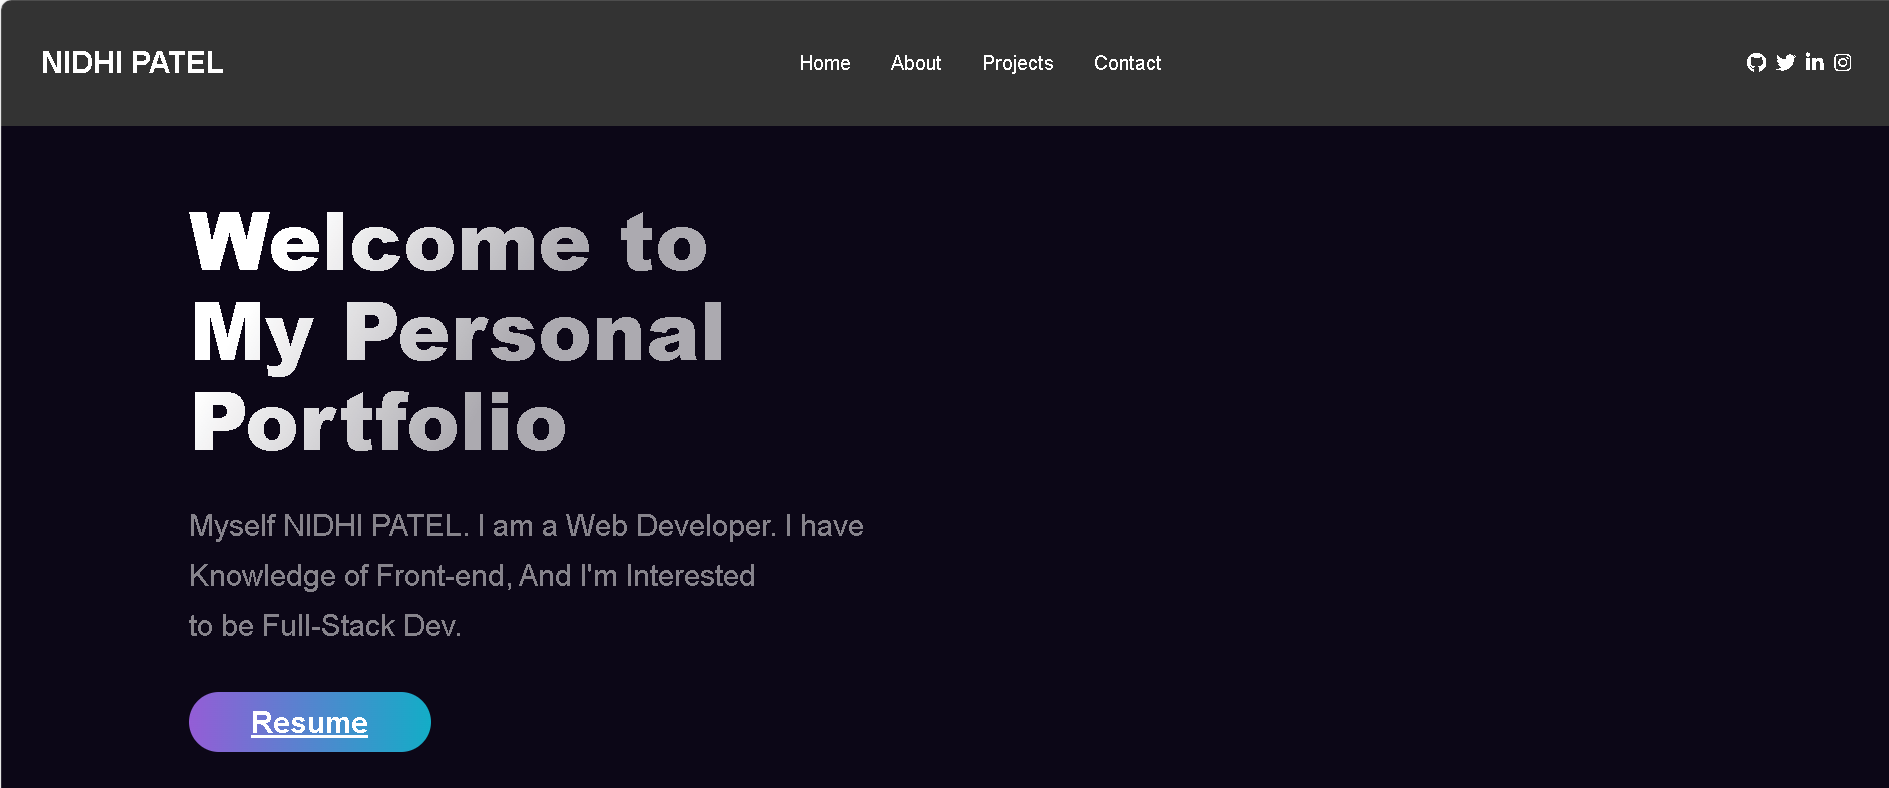 NIDHI PATEL
Home About Projects Contact
Welcome to
My Personal
Portfolio
Myself NIDHI PATEL. I am a Web Developer. I have
Knowledge of Front-end, And I'm Interested
to be Full-Stack Dev.
Resume